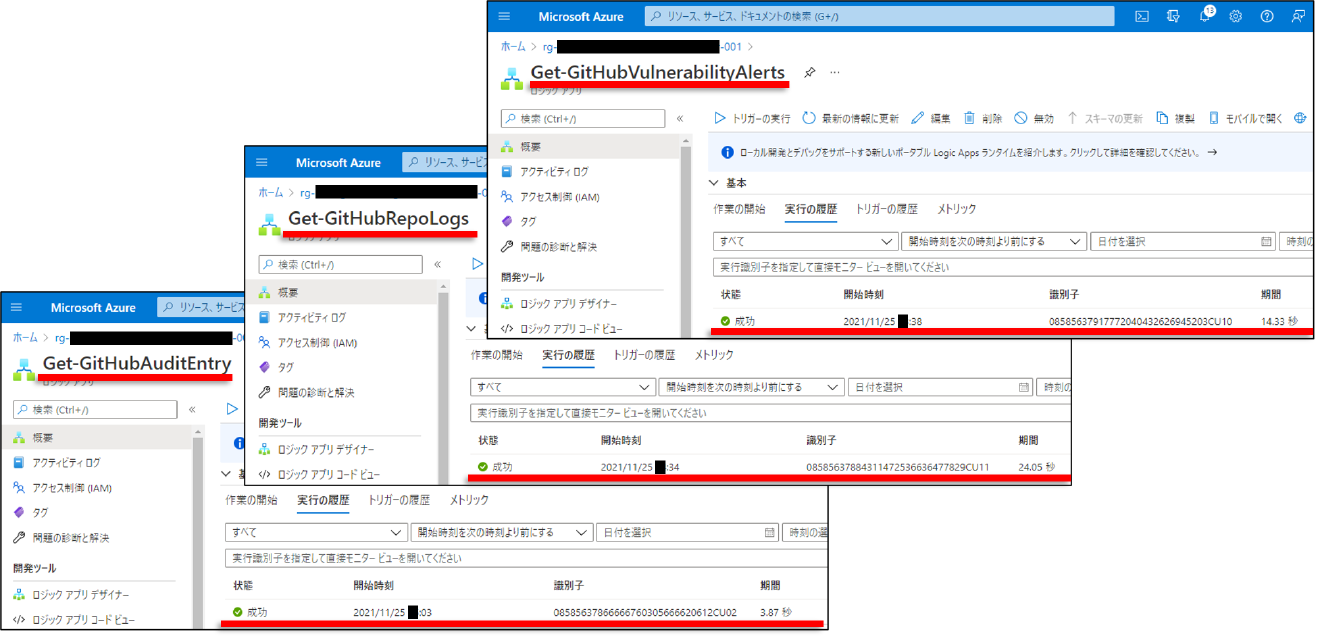 Microsoft Azure
リソース、サービス、ドキュメントの検索 (G+/)
13
ホーム > rg- -001 >
Get-GitHubVulnerabilityAlerts
ロジック アプリ
検索 (Ctrl+/)
«
トリガーの実行 最新の情報に更新 編集 削除 無効 スキーマの更新 複製 モバイルで開く
概要
アクティビティ ログ
アクセス制御 (IAM)
タグ
問題の診断と解決
開発ツール
ロジック アプリ デザイナー
ロジック アプリ コード ビュー
ローカル開発とデバッグをサポートする新しいポータブル Logic Apps ランタイムを紹介します。クリックして詳細を確認してください。 →
基本
作業の開始 実行の履歴 トリガーの履歴 メトリック
すべて 開始時刻を次の時刻より前にする 日付を選択 時刻の
実行識別子を指定して直接モニター ビューを開いてください
状態 開始時刻 識別子 期間
成功 2021/11/25 :38 08585637917772040432626945203CU10 14.33 秒
Microsoft Azure
リソース、サービ
ホーム > rg-
Get-GitHubRepoLogs
ロジック アプリ
検索 (Ctrl+/)
«
概要
アクティビティ ログ
アクセス制御 (IAM)
タグ
問題の診断と解決
開発ツール
ロジック アプリ デザイナー
ロジック アプリ コード ビュー
作業の開始 実行の履歴 トリガーの履歴 メトリック
すべて 開始時刻を次の時刻より前にする 日付を選択 時刻の
実行識別子を指定して直接モニター ビューを開いてください
状態 開始時刻 識別子 期間
成功 2021/11/25 :34 08585637884311472536636477829CU11 24.05 秒
Microsoft Azure
リソース、サービ
ホーム > rg-
Get-GitHubAuditEntry
ロジック アプリ
検索 (Ctrl+/)
«
概要
アクティビティ ログ
アクセス制御 (IAM)
タグ
問題の診断と解決
開発ツール
ロジック アプリ デザイナー
ロジック アプリ コード ビュー
作業の開始 実行の履歴 トリガーの履歴 メトリック
すべて 開始時刻を次の時刻より前にする 日付を選択 時刻の選
実行識別子を指定して直接モニター ビューを開いてください
状態 開始時刻 識別子 期間
成功 2021/11/25 :03 0858563786666760305666620612CU02 3.87 秒